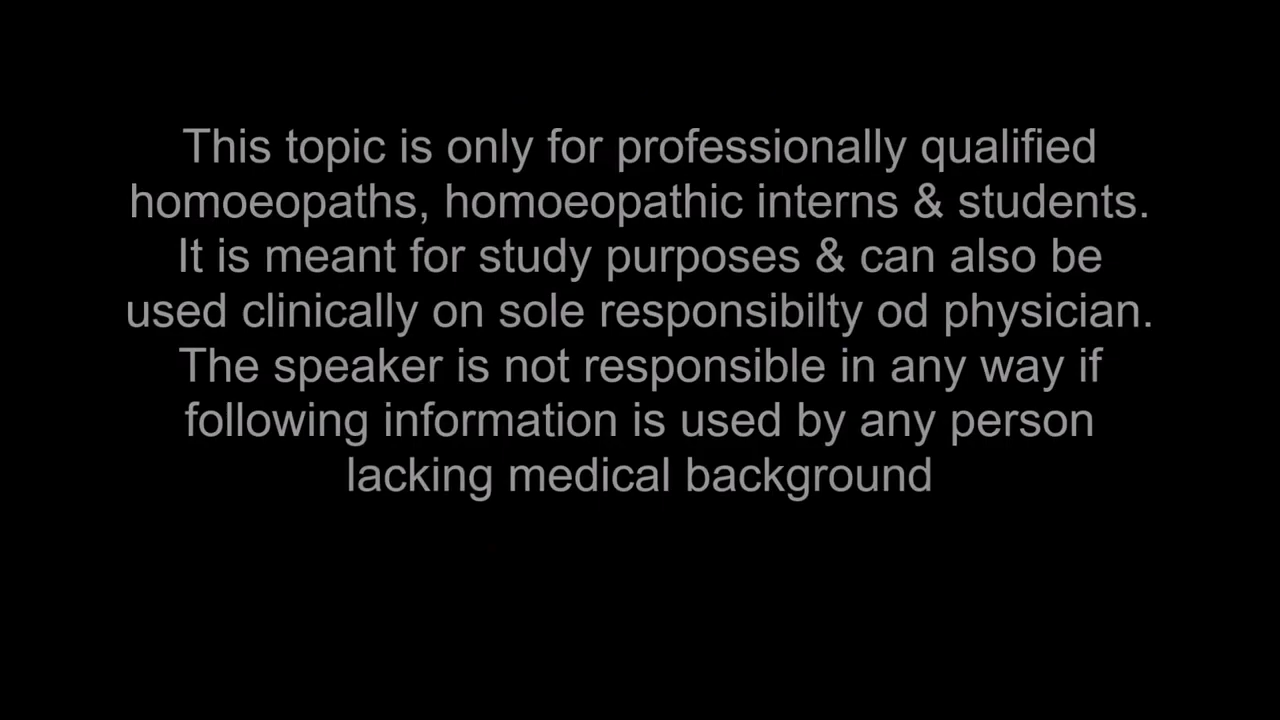 This topic is only for professionally qualified
homoeopaths, homoeopathic interns & students.
It is meant for study purposes & can also be
used clinically on sole responsibilty od physician.
The speaker is not responsible in any way if
following information is used by any person
lacking medical background